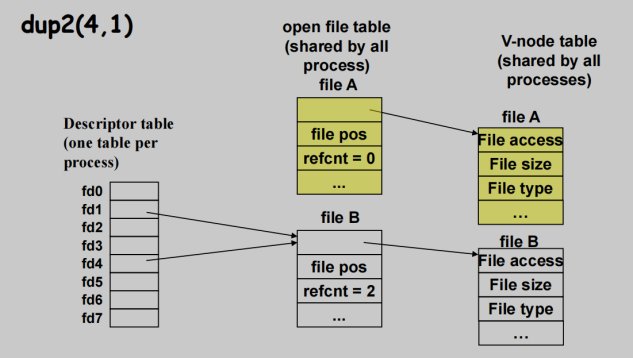 dup2(4,1)
open file table
(shared by all
process)
file A
V-node table
(shared by all
processes)
file A
Descriptor table
(one table per
process)
file pos
refcnt = 0
...
File access
File size
File type
...
fd0
fd1
fd2
fd3
fd4
fd5
fd6
fd7
file B
file pos
refcnt = 2
...
file B
File access
File size
File type
...